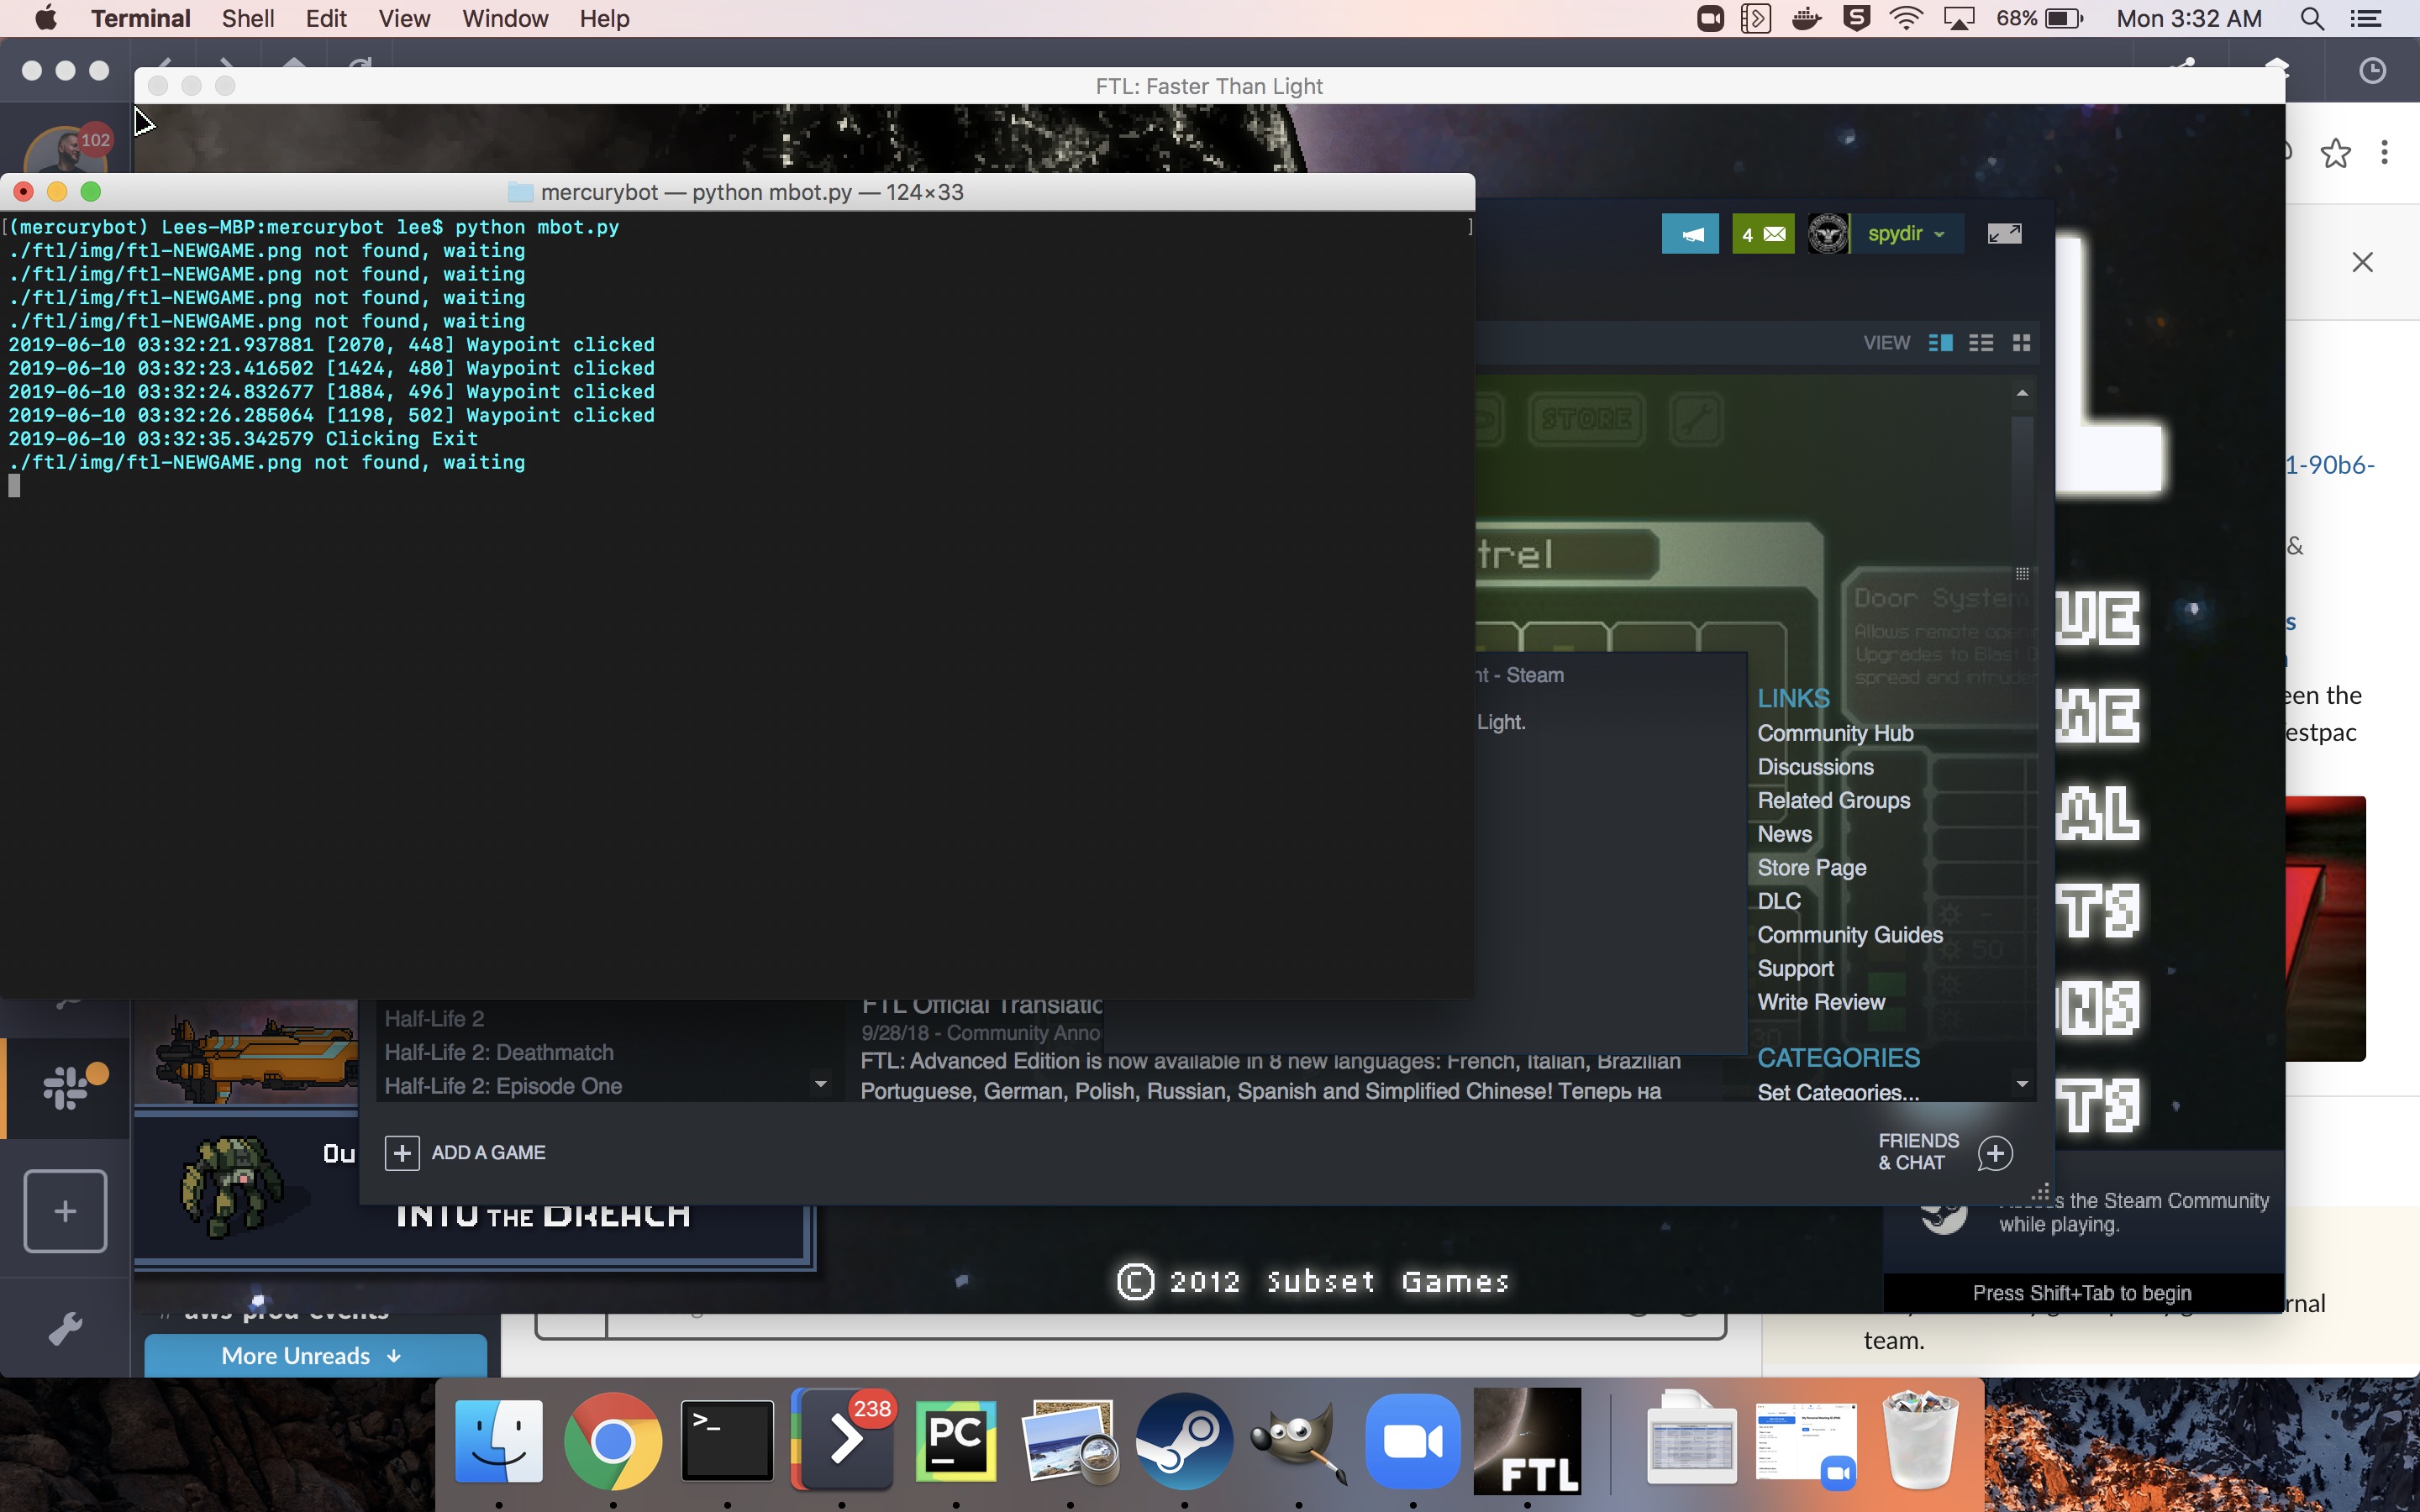 Terminal Shell Edit View Window Help
68% Mon 3:32 AM
FTL: Faster Than Light
102
mercurybot — python mbot.py — 124×33
[(mercurybot) Lees-MBP:mercurybot lee$ python mbot.py ]
./ftl/img/ftl-NEWGAME.png not found, waiting
./ftl/img/ftl-NEWGAME.png not found, waiting
./ftl/img/ftl-NEWGAME.png not found, waiting
./ftl/img/ftl-NEWGAME.png not found, waiting
2019-06-10 03:32:21.937881 [2070, 448] Waypoint clicked
2019-06-10 03:32:23.416502 [1424, 480] Waypoint clicked
2019-06-10 03:32:24.832677 [1884, 496] Waypoint clicked
2019-06-10 03:32:26.285064 [1198, 502] Waypoint clicked
2019-06-10 03:32:35.342579 Clicking Exit
./ftl/img/ftl-NEWGAME.png not found, waiting
4 spydir
VIEW
STORE
trel
Door System
Allows remote
Upgrades to Blast
spread and
1-90b6-
&
s
een the
estpac
UE
ME
AL
TS
NS
TS
nt - Steam
Light.
LINKS
Community Hub
Discussions
Related Groups
News
Store Page
DLC
Community Guides
Support
Write Review
CATEGORIES
Set Categories...
50
30
Half-Life 2
Half-Life 2: Deathmatch
Half-Life 2: Episode One
FTL Official Translatio
9/28/18 - Community Anno
FTL: Advanced Edition is now available in 8 new languages: French, Italian, Brazilian
Portuguese, German, Polish, Russian, Spanish and Simplified Chinese! Теперь на
ADD A GAME
FRIENDS
& CHAT
Ou
INTO THE BREACH
s the Steam Community
while playing.
Press Shift+Tab to begin
© 2012 Subset Games
# aws-prod-events
More Unreads ↓
rnal
team.
238
>_
PC
FTL